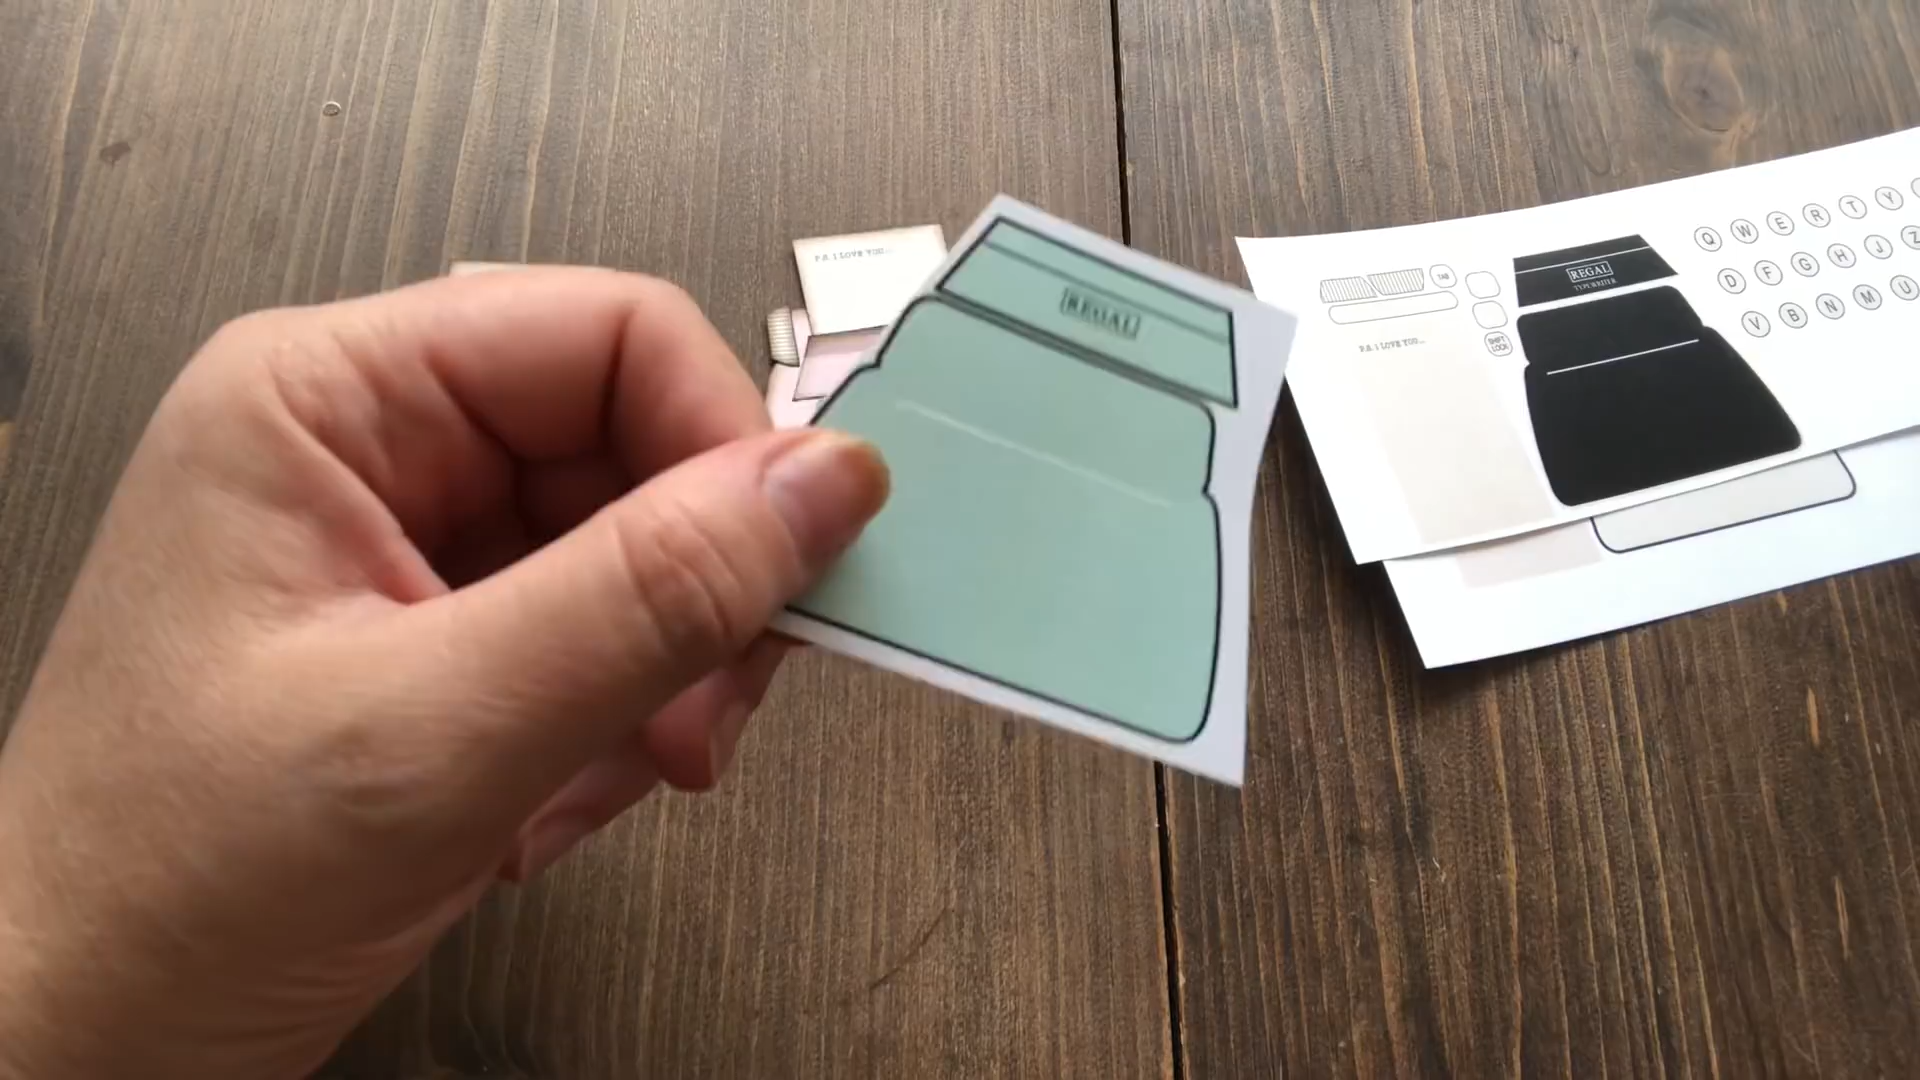 P.S. I LOVE YOU...
REGAL
TAB
SHIFT
LOCK
P.S. I LOVE YOU...
REGAL
TYPEWRITER
Q W E R T Y
D F G H J
V B N M U